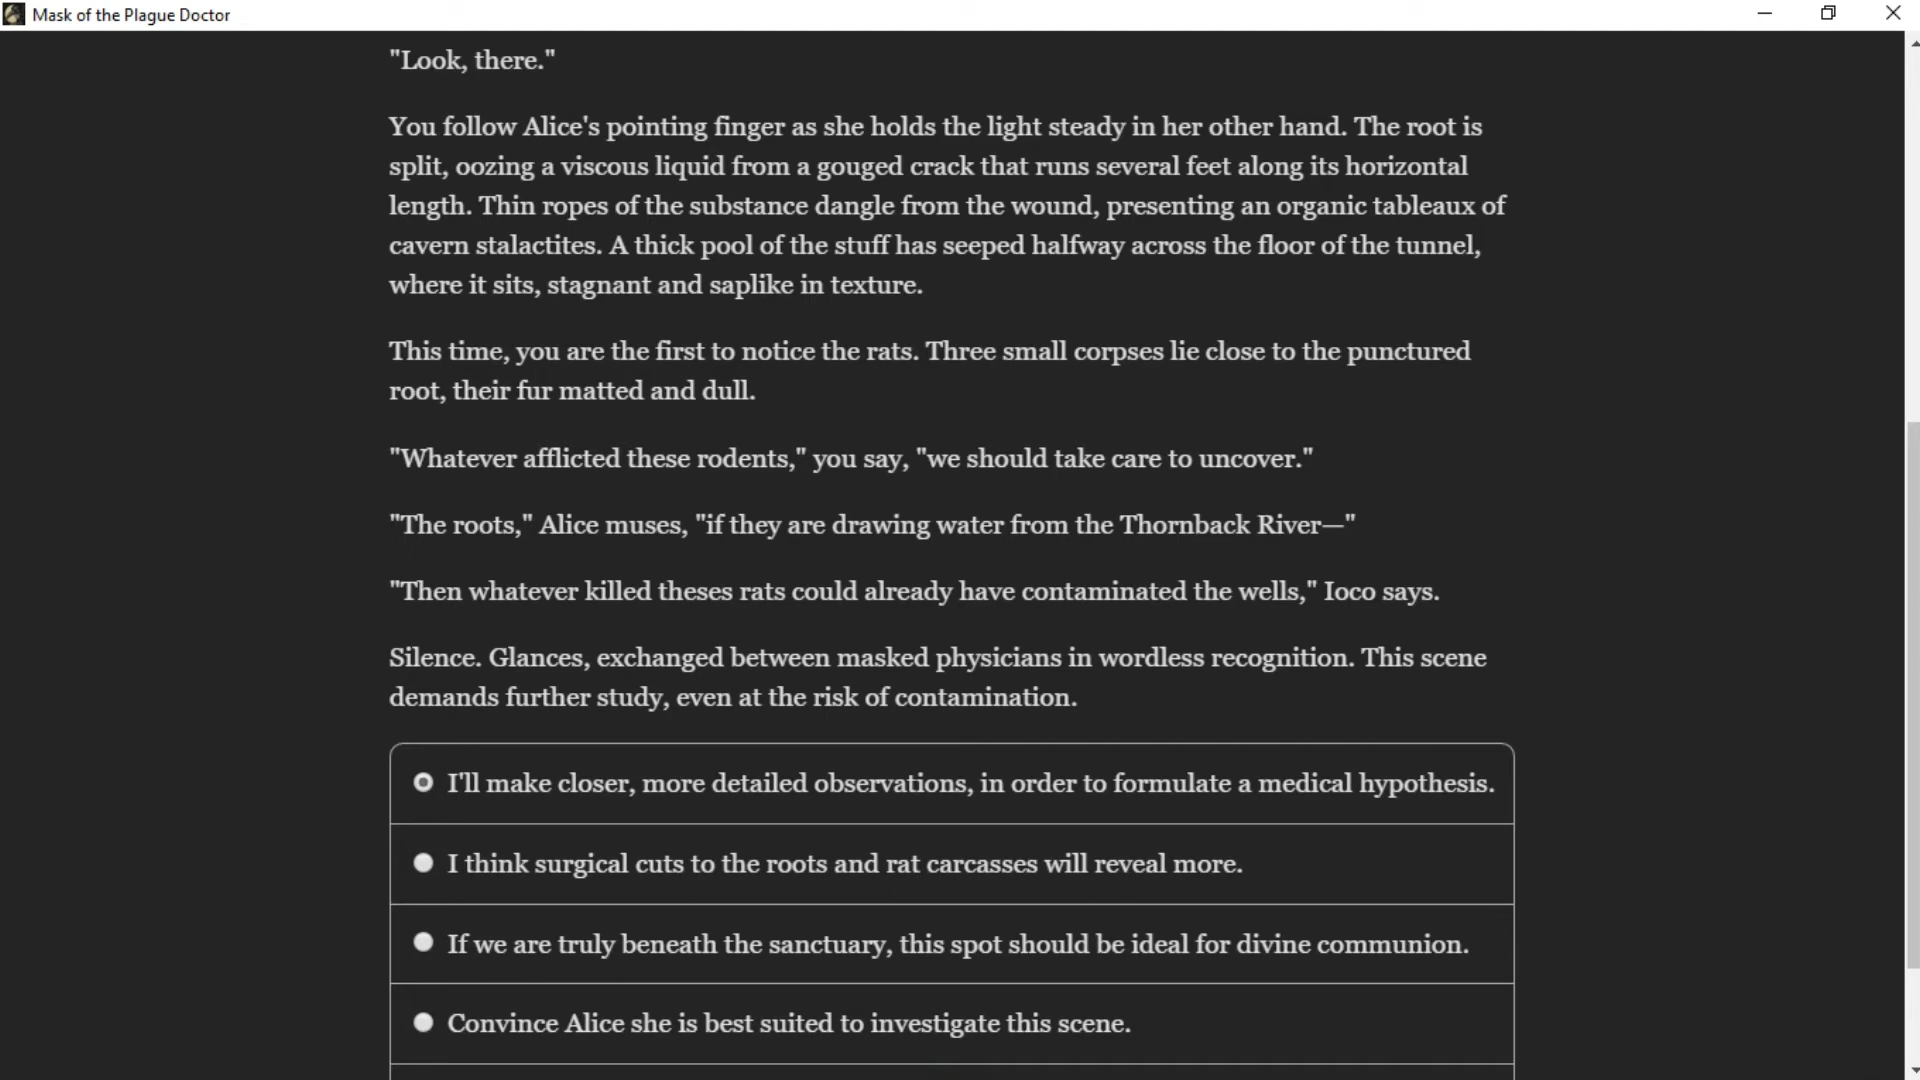 Mask of the Plague Doctor
"Look, there."
You follow Alice's pointing finger as she holds the light steady in her other hand. The root is
split, oozing a viscous liquid from a gouged crack that runs several feet along its horizontal
length. Thin ropes of the substance dangle from the wound, presenting an organic tableaux of
cavern stalactites. A thick pool of the stuff has seeped halfway across the floor of the tunnel,
where it sits, stagnant and saplike in texture.
This time, you are the first to notice the rats. Three small corpses lie close to the punctured
root, their fur matted and dull.
"Whatever afflicted these rodents," you say, "we should take care to uncover."
"The roots," Alice muses, "if they are drawing water from the Thornback River—"
"Then whatever killed theses rats could already have contaminated the wells," Ioco says.
Silence. Glances, exchanged between masked physicians in wordless recognition. This scene
demands further study, even at the risk of contamination.
I'll make closer, more detailed observations, in order to formulate a medical hypothesis.
I think surgical cuts to the roots and rat carcasses will reveal more.
If we are truly beneath the sanctuary, this spot should be ideal for divine communion.
Convince Alice she is best suited to investigate this scene.